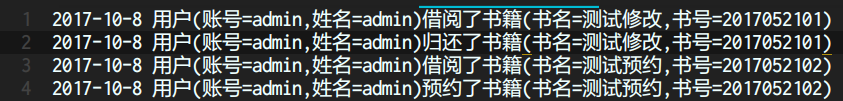 1 2017-10-8 用户(账号=admin,姓名=admin)借阅了书籍(书名=测试修改,书号=2017052101)
2 2017-10-8 用户(账号=admin,姓名=admin)归还了书籍(书名=测试修改,书号=2017052101)
3 2017-10-8 用户(账号=admin,姓名=admin)借阅了书籍(书名=测试预约,书号=2017052102)
4 2017-10-8 用户(账号=admin,姓名=admin)预约了书籍(书名=测试预约,书号=2017052102)